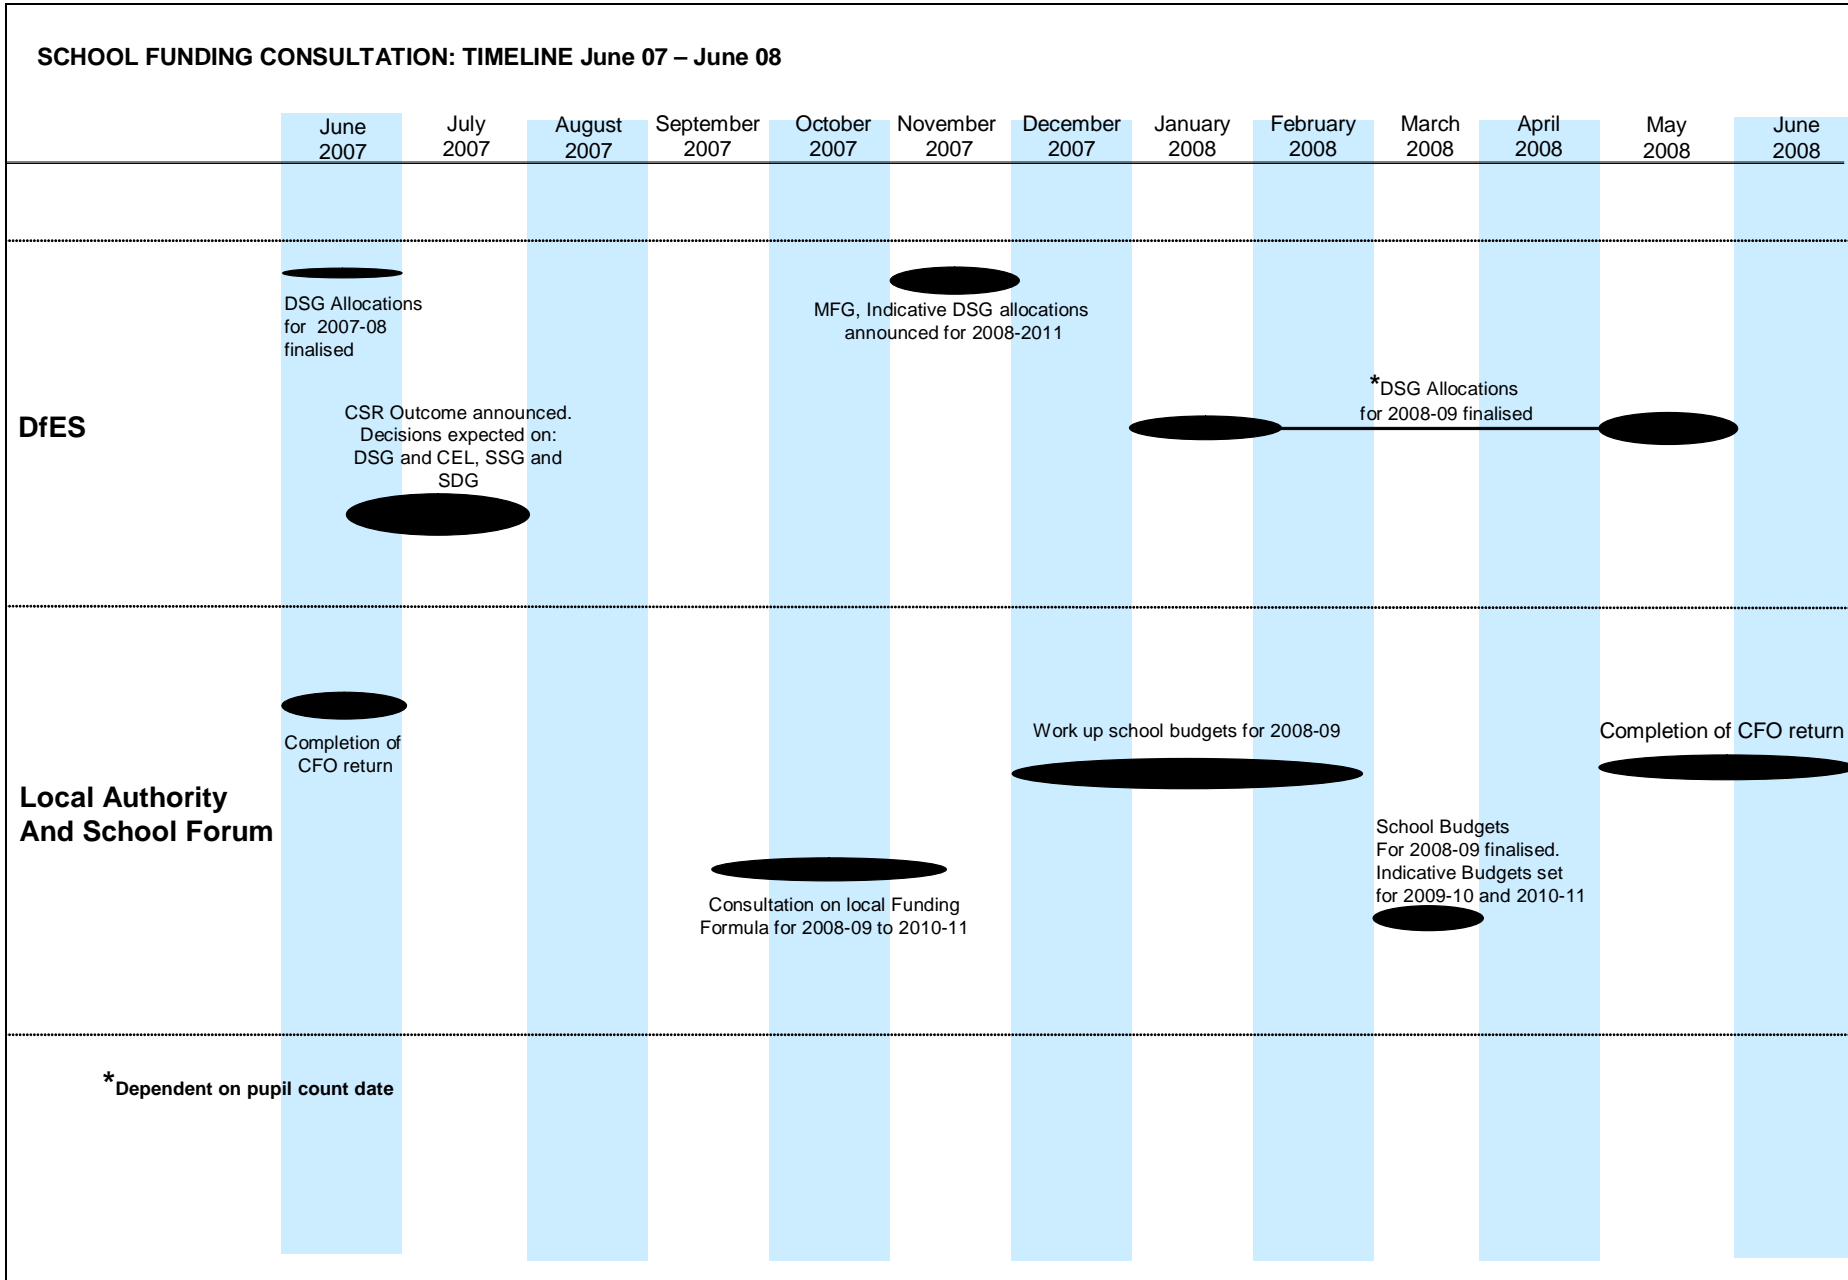 SCHOOL FUNDING CONSULTATION: TIMELINE June 07 – June 08
June July August September October November December January February March April May June
2007 2007 2007 2007 2007 2007 2007 2008 2008 2008 2008 2008 2008
DfES
DSG Allocations
for 2007-08
finalised
CSR Outcome announced.
Decisions expected on:
DSG and CEL, SSG and
SDG
MFG, Indicative DSG allocations
announced for 2008-2011
*DSG Allocations
for 2008-09 finalised
Local Authority
And School Forum
Completion of
CFO return
Consultation on local Funding
Formula for 2008-09 to 2010-11
Work up school budgets for 2008-09
School Budgets
For 2008-09 finalised.
Indicative Budgets set
for 2009-10 and 2010-11
Completion of CFO return
*Dependent on pupil count date